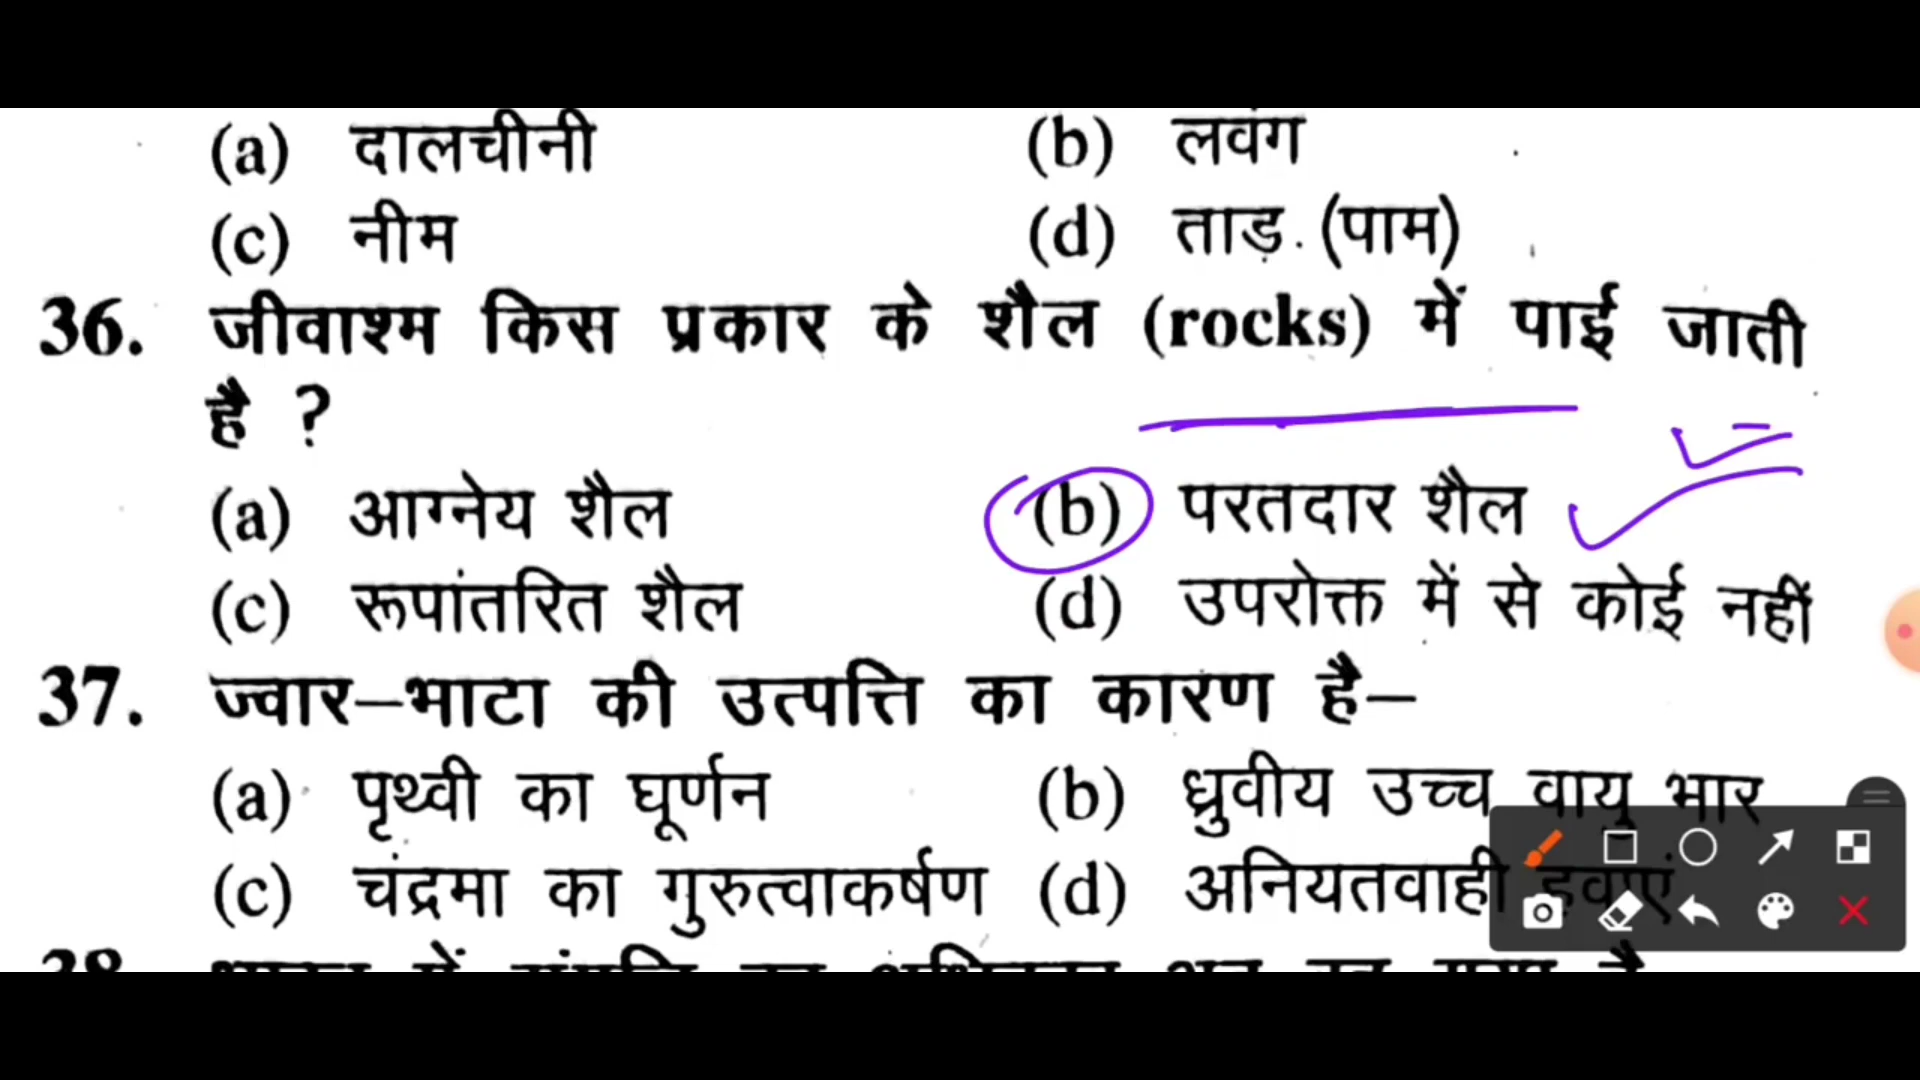 (a) दालचीनी (b) लवंग
(c) नीम (d) ताड़ (पाम)
36. जीवाश्म किस प्रकार के शैल (rocks) में पाई जाती
है ?
(a) आग्नेय शैल (b) परतदार शैल
(c) रूपांतरित शैल (d) उपरोक्त में से कोई नहीं
37. ज्वार-भाटा की उत्पत्ति का कारण है–
(a) पृथ्वी का घूर्णन (b) ध्रुवीय उच्च वायु भार
(c) चंद्रमा का गुरुत्वाकर्षण (d) अनियतवाही हवाएं